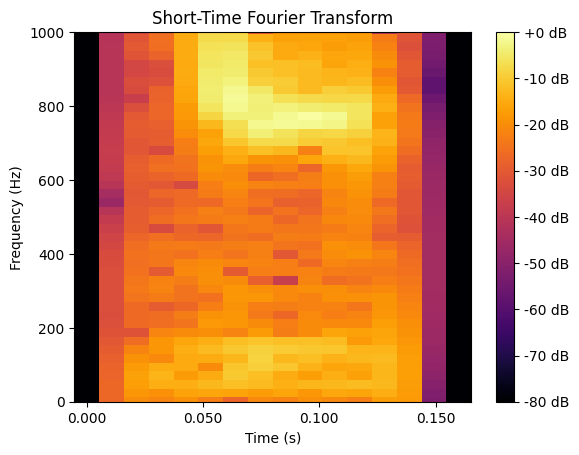 Short-Time Fourier Transform
Frequency (Hz)
1000
800
600
400
200
0
0.000
0.050
0.100
0.150
Time (s)
+0 dB
-10 dB
-20 dB
-30 dB
-40 dB
-50 dB
-60 dB
-70 dB
-80 dB